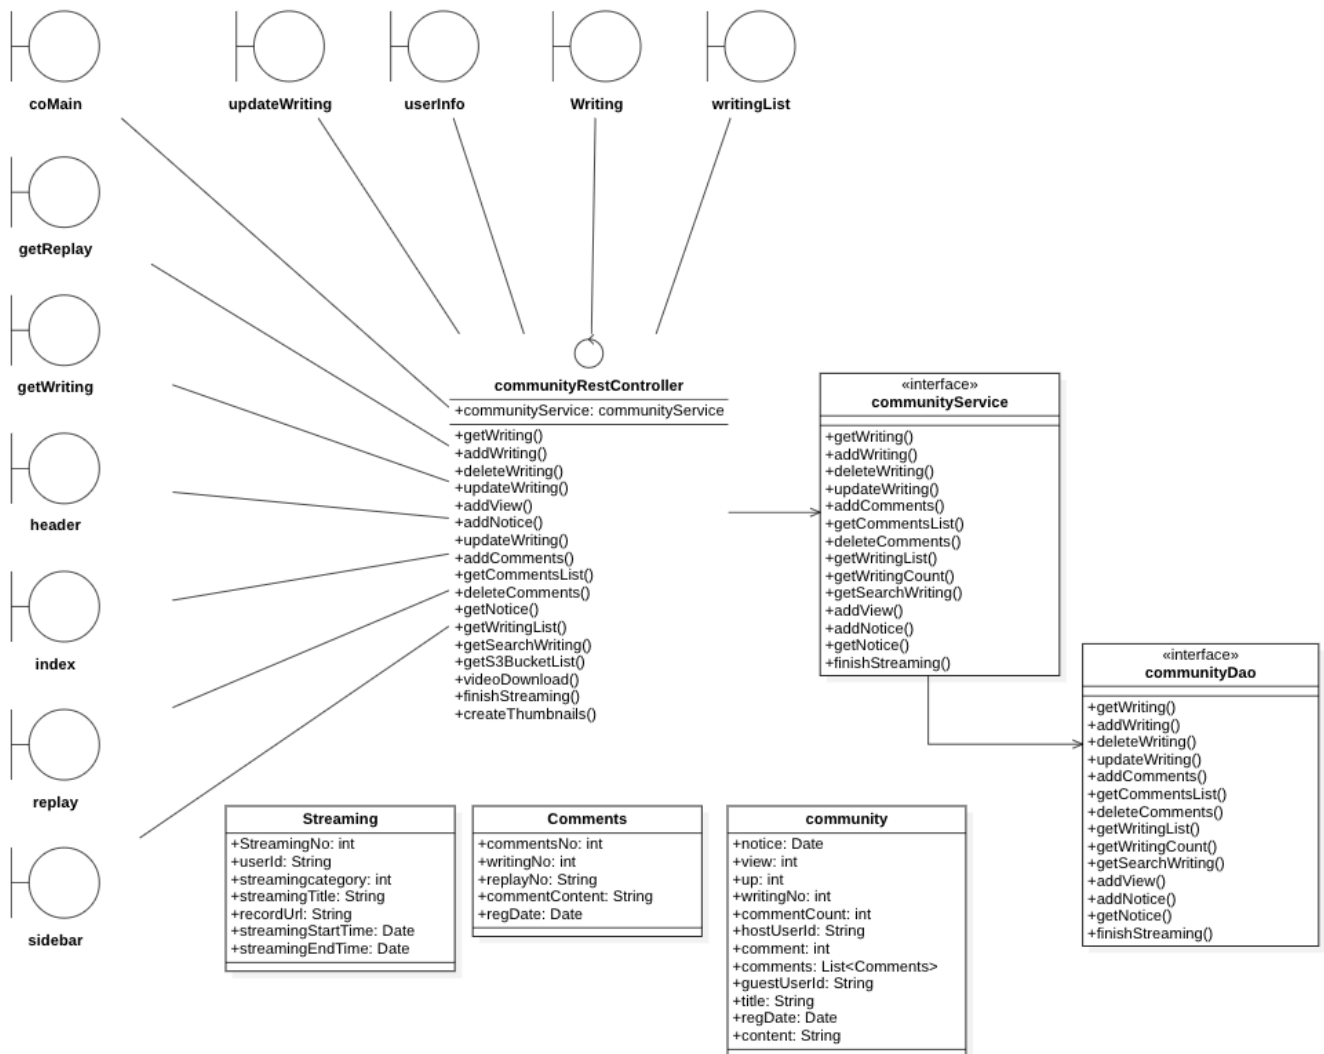 coMain
updateWriting
userInfo
Writing
writingList
getReplay
getWriting
header
index
replay
sidebar
communityRestController
+communityService: communityService
+getWriting()
+addWriting()
+deleteWriting()
+updateWriting()
+addView()
+addNotice()
+updateWriting()
+addComments()
+getCommentsList()
+deleteComments()
+getNotice()
+getWritingList()
+getSearchWriting()
+getS3BucketList()
+videoDownload()
+finishStreaming()
+createThumbnails()
«interface»
communityService
+getWriting()
+addWriting()
+deleteWriting()
+updateWriting()
+addComments()
+getCommentsList()
+deleteComments()
+getWritingList()
+getWritingCount()
+getSearchWriting()
+addView()
+addNotice()
+getNotice()
+finishStreaming()
«interface»
communityDao
+getWriting()
+addWriting()
+deleteWriting()
+updateWriting()
+addComments()
+getCommentsList()
+deleteComments()
+getWritingList()
+getWritingCount()
+getSearchWriting()
+addView()
+addNotice()
+getNotice()
+finishStreaming()
Streaming
+StreamingNo: int
+userId: String
+streamingcategory: int
+streamingTitle: String
+recordUrl: String
+streamingStartTime: Date
+streamingEndTime: Date
Comments
+commentsNo: int
+writingNo: int
+replayNo: String
+commentContent: String
+regDate: Date
community
+notice: Date
+view: int
+up: int
+writingNo: int
+commentCount: int
+hostUserId: String
+comment: int
+comments: List<Comments>
+guestUserId: String
+title: String
+regDate: Date
+content: String